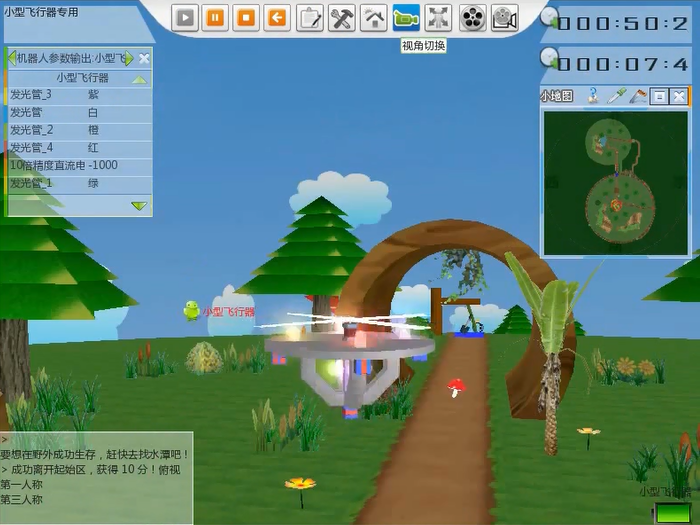 小型飞行器专用
视角切换
000:50:2
000:07:4
机器人参数输出:小型飞
小型飞行器
发光管_3 紫
发光管 白
发光管_2 橙
发光管_4 红
10倍精度直流电 -1000
发光管_1 绿
小地图
小型飞行器
>
要想在野外成功生存，赶快去找水潭吧！
> 成功离开起始区，获得 10 分！俯视
第一人称
第三人称